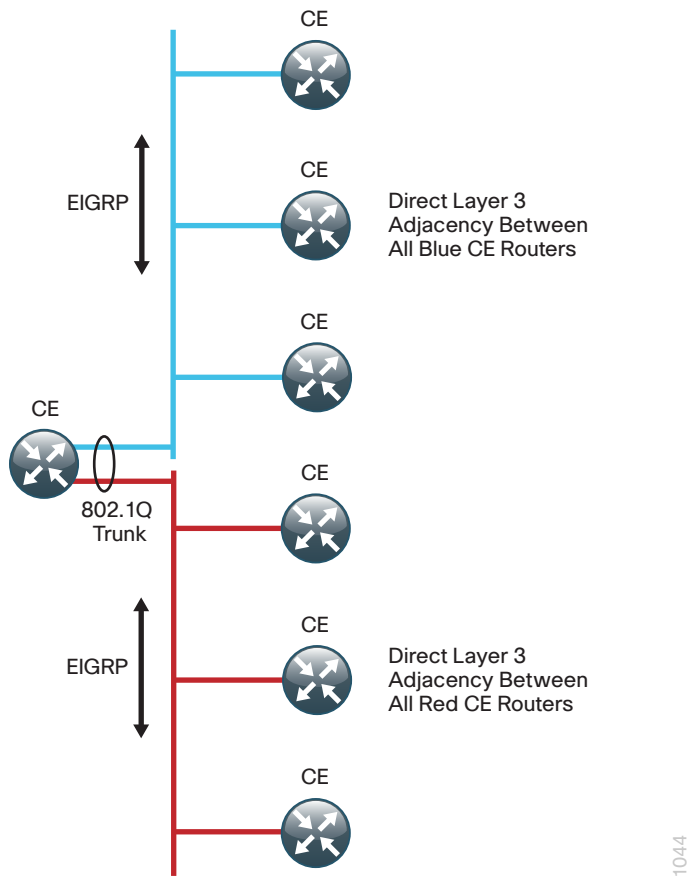 CE
CE
EIGRP
Direct Layer 3
Adjacency Between
All Blue CE Routers
CE
CE
802.1Q
Trunk
CE
CE
EIGRP
Direct Layer 3
Adjacency Between
All Red CE Routers
CE
1044